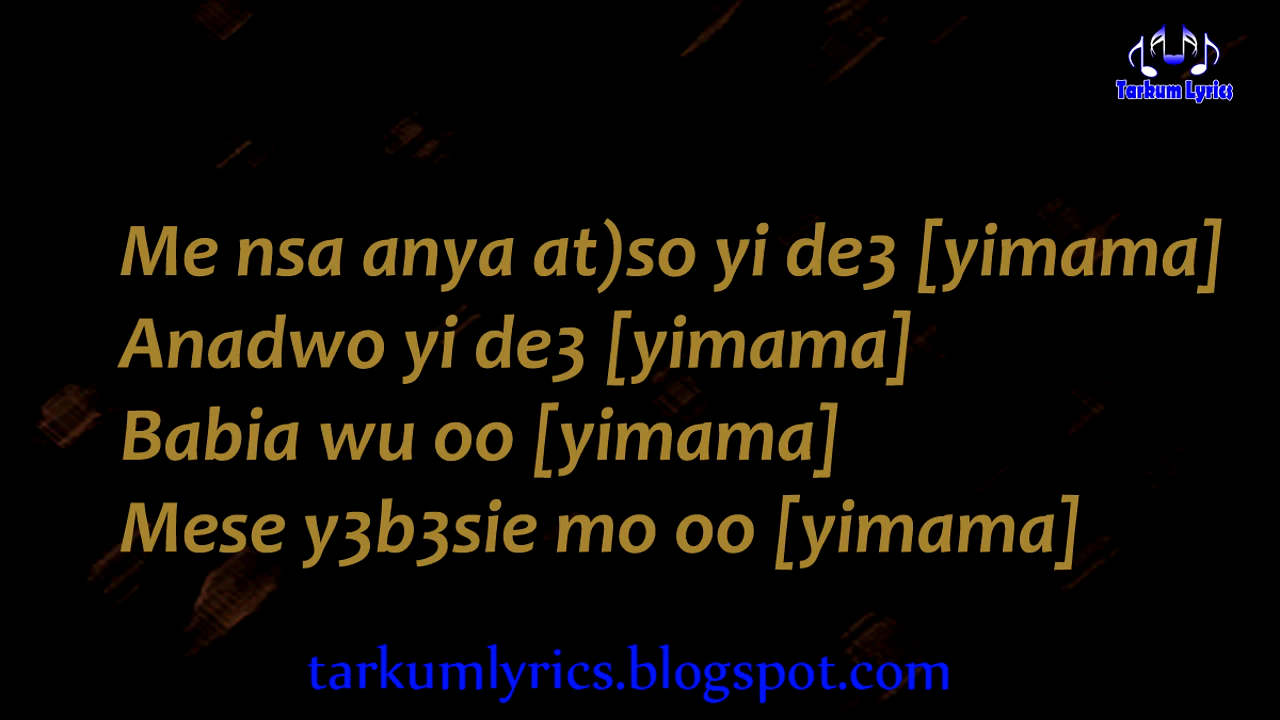 Tarkum Lyrics
Me nsa anya at)so yi de3 [yimama]
Anadwo yi de3 [yimama]
Babia wu oo [yimama]
Mese y3b3sie mo oo [yimama]
tarkumlyrics.blogspot.com